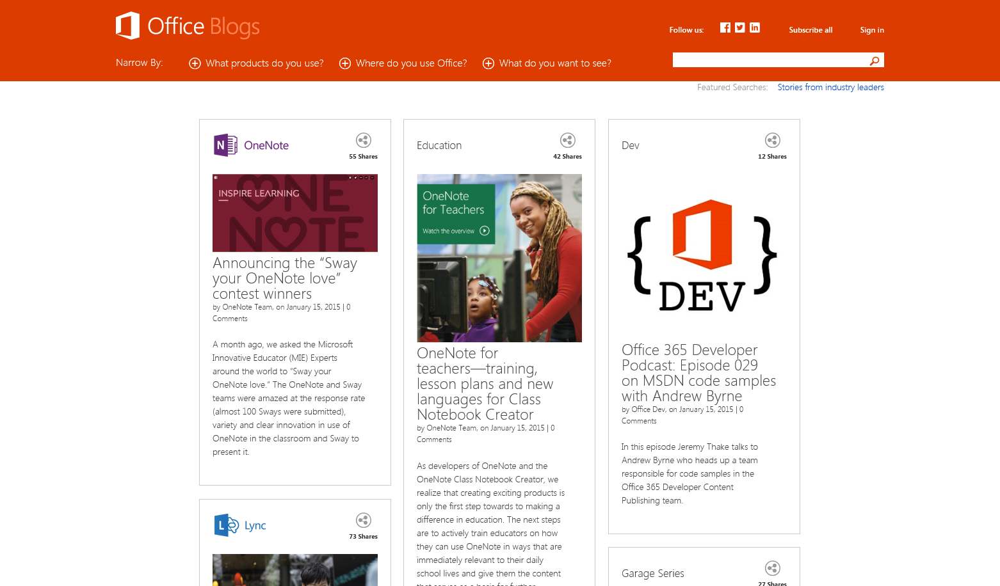 Office Blogs
Follow us:
Subscribe all
Sign in
Narrow By:
What products do you use?
Where do you use Office?
What do you want to see?
Featured Searches: Stories from industry leaders
N OneNote
55 Shares
INSPIRE LEARNING
ONE
NOTE
Announcing the “Sway
your OneNote love”
contest winners
by OneNote Team, on January 15, 2015 | 0
Comments
A month ago, we asked the Microsoft
Innovative Educator (MIE) Experts
around the world to “Sway your
OneNote love.” The OneNote and Sway
teams were amazed at the response rate
(almost 100 Sways were submitted),
variety and clear innovation in use of
OneNote in the classroom and Sway to
present it.
L Lync
73 Shares
Education
42 Shares
OneNote
for Teachers
Watch the overview
OneNote for
teachers—training,
lesson plans and new
languages for Class
Notebook Creator
by OneNote Team, on January 15, 2015 | 0
Comments
As developers of OneNote and the
OneNote Class Notebook Creator, we
realize that creating exciting products is
only the first step towards to making a
difference in education. The next steps
are to actively train educators on how
they can use OneNote in ways that are
immediately relevant to their daily
school lives and give them the content
that serves as a basis for further
Dev
12 Shares
{DEV}
Office 365 Developer
Podcast: Episode 029
on MSDN code samples
with Andrew Byrne
by Office Dev, on January 15, 2015 | 0
Comments
In this episode Jeremy Thake talks to
Andrew Byrne who heads up a team
responsible for code samples in the
Office 365 Developer Content
Publishing team.
Garage Series
27 Shares